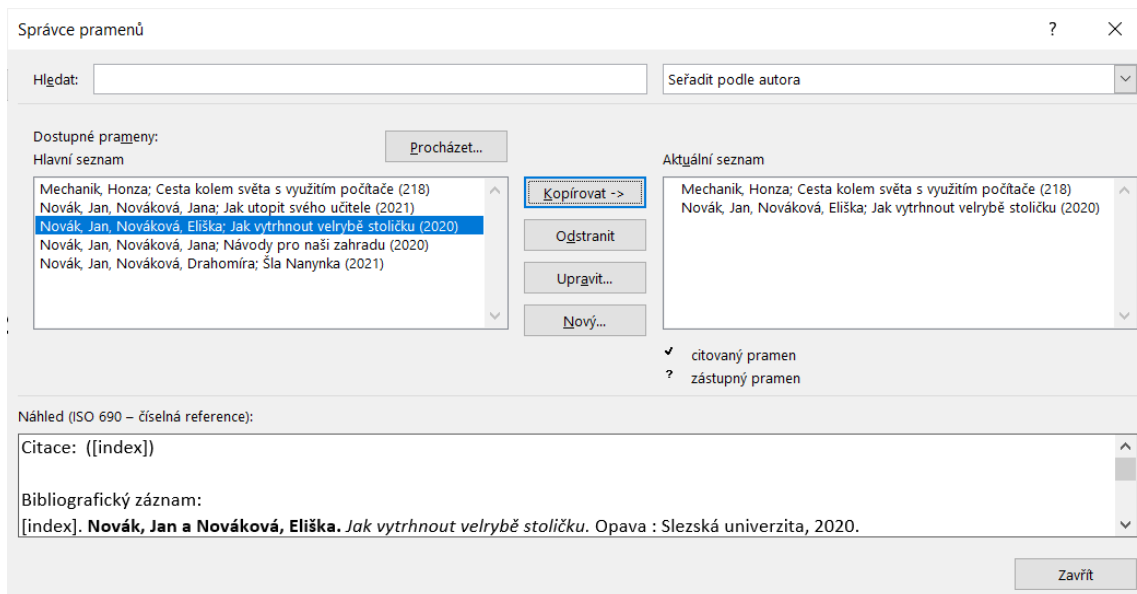 Správce pramenů
?
Hledat:
Seřadit podle autora
Dostupné prameny:
Hlavní seznam
Procházet...
Aktuální seznam
Mechanik, Honza; Cesta kolem světa s využitím počítače (218)
Novák, Jan, Nováková, Jana; Jak utopit svého učitele (2021)
Novák, Jan, Nováková, Eliška; Jak vytrhnout velrybě stoličku (2020)
Novák, Jan, Nováková, Jana; Návody pro naši zahradu (2020)
Novák, Jan, Nováková, Drahomíra; Šla Nanynka (2021)
Kopírovat ->
Odstranit
Upravit...
Nový...
Mechanik, Honza; Cesta kolem světa s využitím počítače (218)
Novák, Jan, Nováková, Eliška; Jak vytrhnout velrybě stoličku (2020)
citovaný pramen
? zástupný pramen
Náhled (ISO 690 – číselná reference):
Citace: ([index])
Bibliografický záznam:
[index]. Novák, Jan a Nováková, Eliška. Jak vytrhnout velrybě stoličku. Opava : Slezská univerzita, 2020.
Zavřít